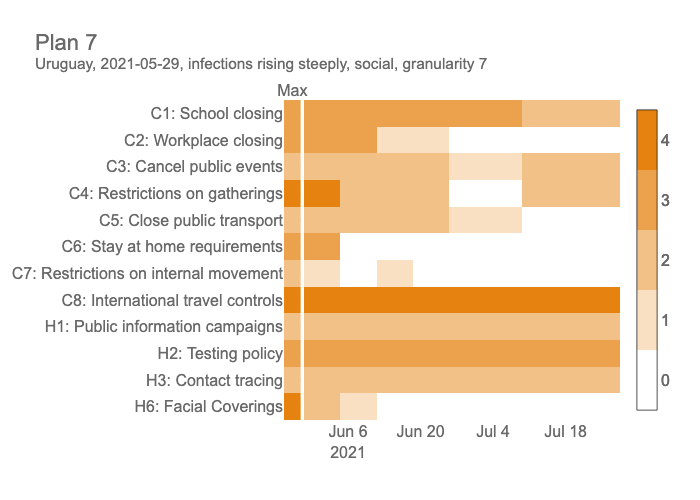 Plan 7
Uruguay, 2021-05-29, infections rising steeply, social, granularity 7
Max
C1: School closing
C2: Workplace closing
C3: Cancel public events
C4: Restrictions on gatherings
C5: Close public transport
C6: Stay at home requirements
C7: Restrictions on internal movement
C8: International travel controls
H1: Public information campaigns
H2: Testing policy
H3: Contact tracing
H6: Facial Coverings
Jun 6 Jun 20 Jul 4 Jul 18
2021
4
3
2
1
0